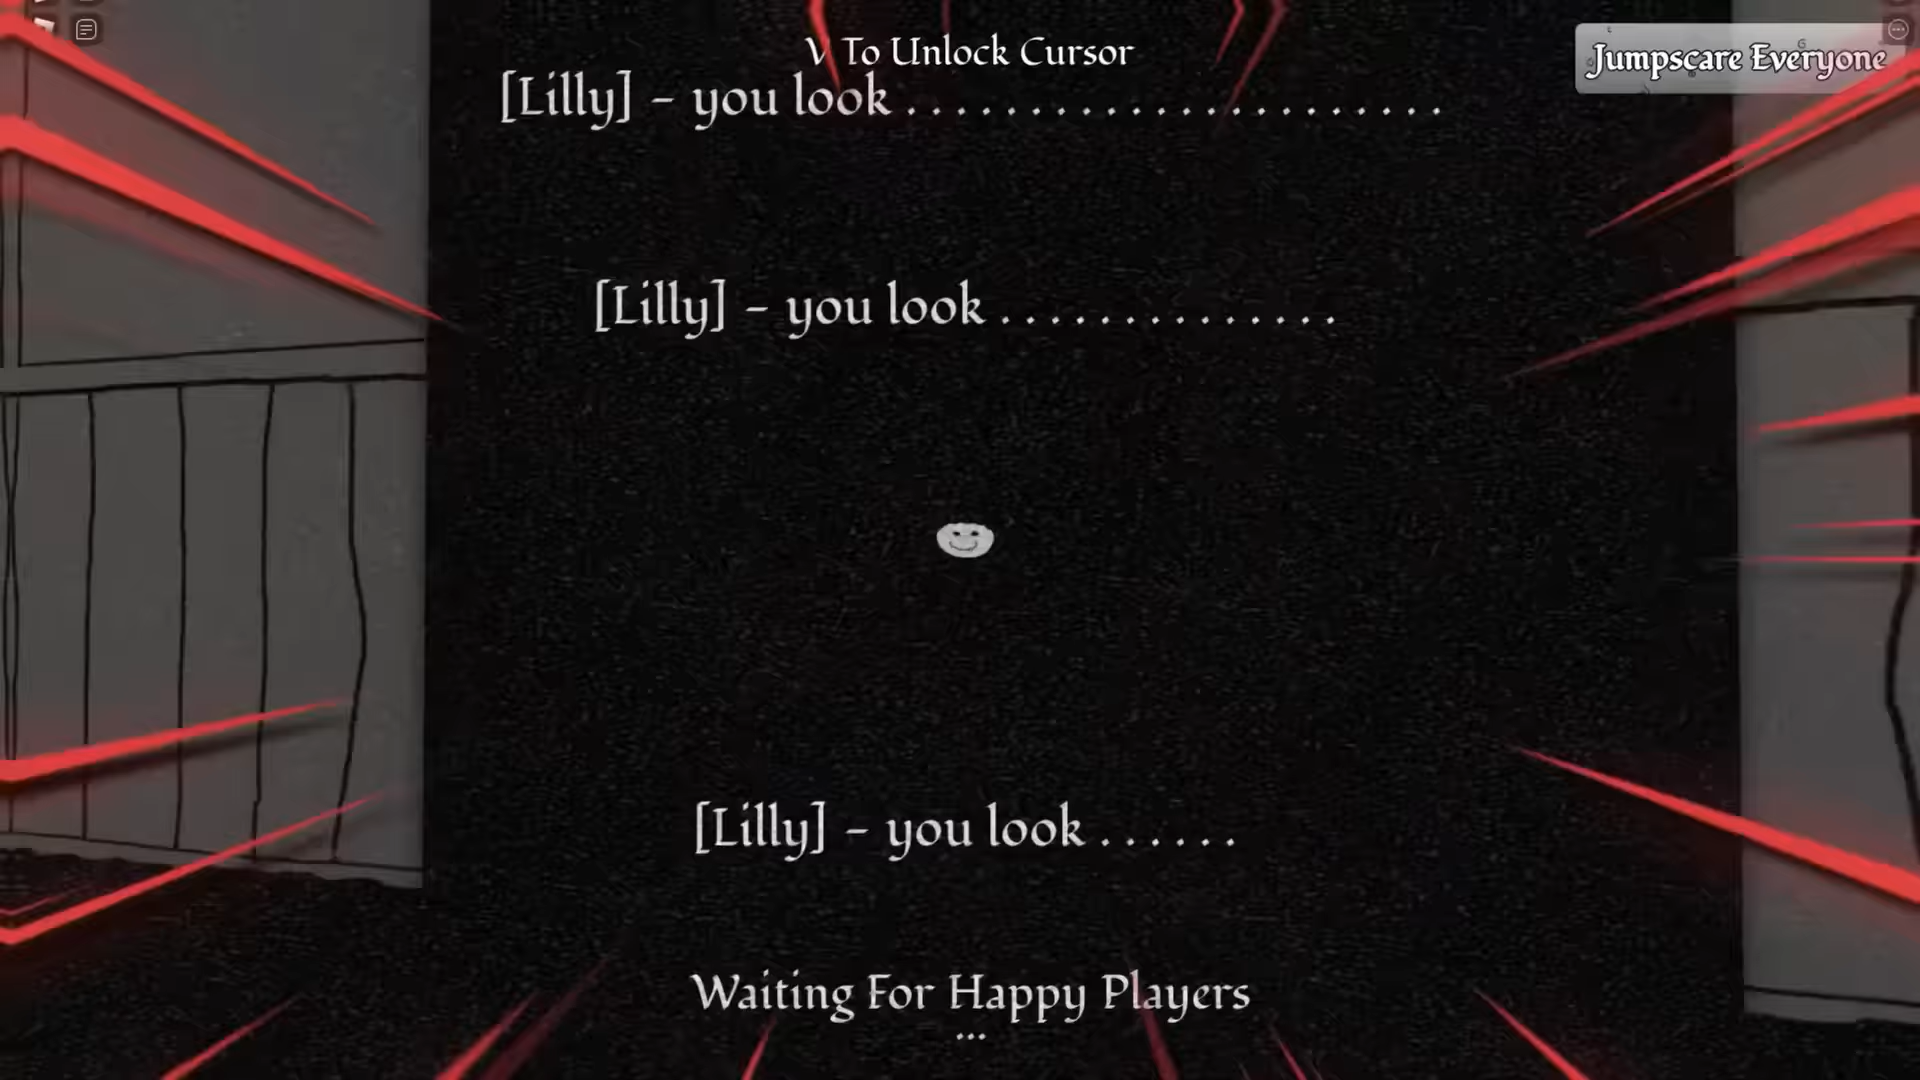 V To Unlock Cursor
Jumpscare Everyone
[Lilly] - you look . . . . . . . . . . . . . . . . . . . . . .
[Lilly] - you look . . . . . . . . . . . . . .
[Lilly] - you look . . . . . .
Waiting For Happy Players
...